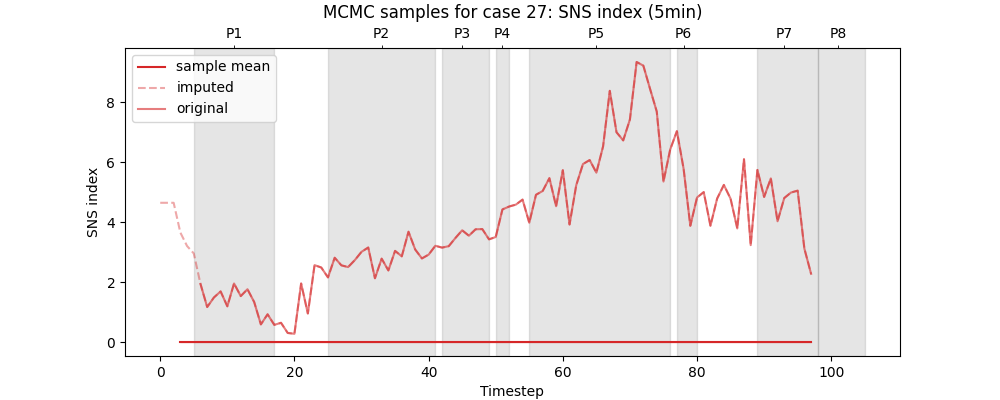 MCMC samples for case 27: SNS index (5min)
P1 P2 P3 P4 P5 P6 P7 P8
sample mean
imputed
original
SNS index
8
6
4
2
0
0 20 40 60 80 100
Timestep